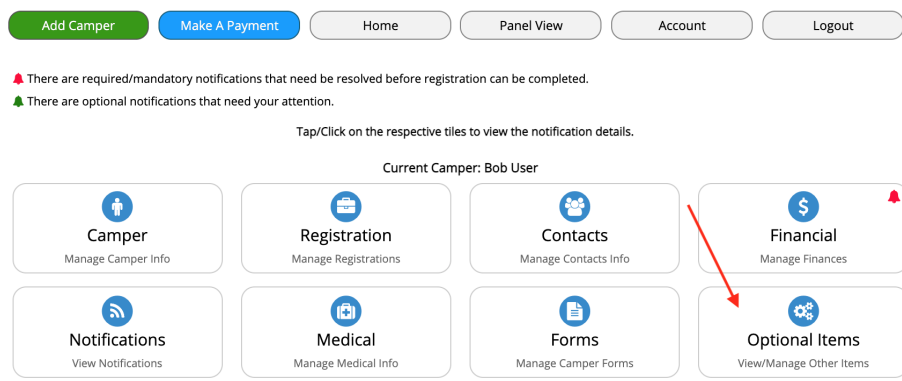 Add Camper Make A Payment Home Panel View Account Logout
There are required/mandatory notifications that need be resolved before registration can be completed.
There are optional notifications that need your attention.
Tap/Click on the respective tiles to view the notification details.
Current Camper: Bob User
Camper Registration Contacts Financial
Manage Camper Info Manage Registrations Manage Contacts Info Manage Finances
Notifications Medical Forms Optional Items
View Notifications Manage Medical Info Manage Camper Forms View/Manage Other Items